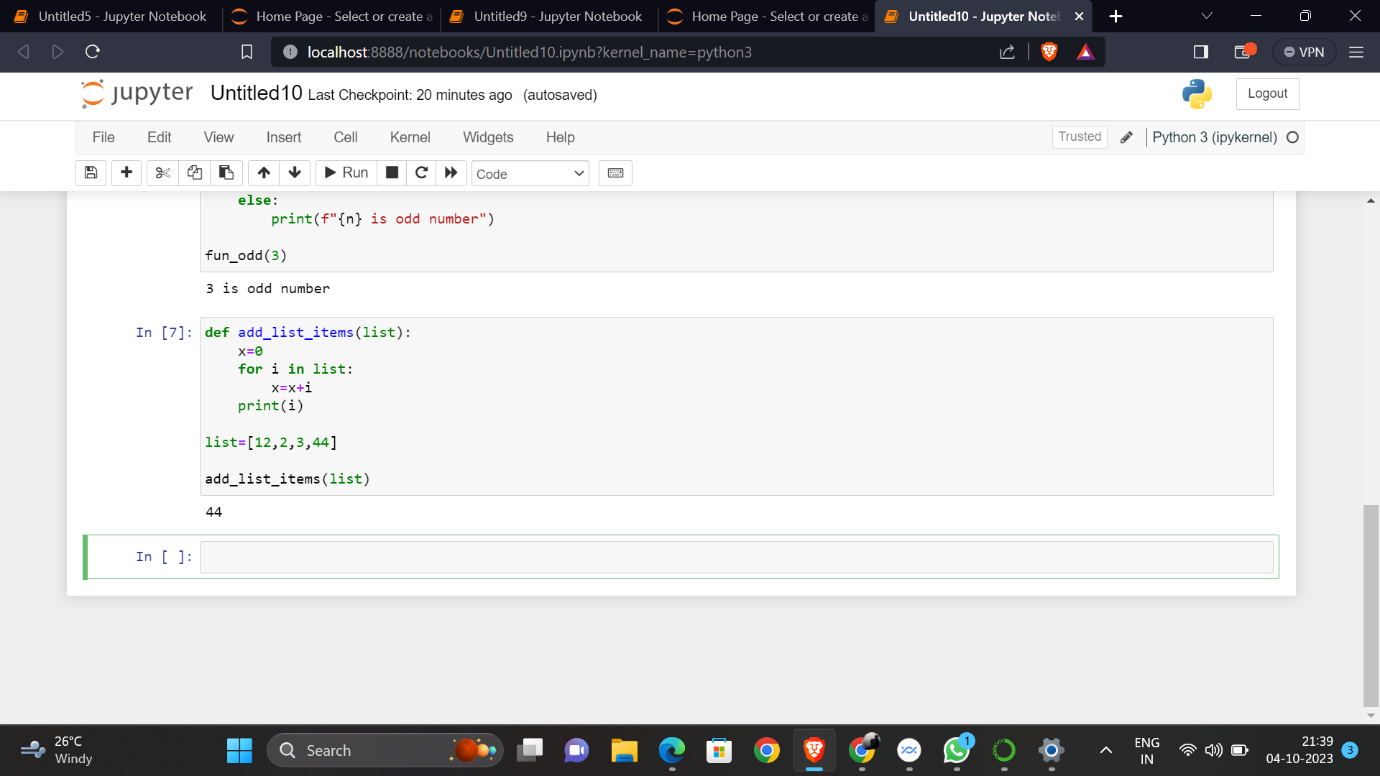 Untitled5 - Jupyter Notebook
Home Page - Select or create a
Untitled9 - Jupyter Notebook
Home Page - Select or create a
Untitled10 - Jupyter Note
localhost:8888/notebooks/Untitled10.ipynb?kernel_name=python3
VPN
jupyter Untitled10 Last Checkpoint: 20 minutes ago (autosaved)
Logout
File Edit View Insert Cell Kernel Widgets Help
Trusted
Python 3 (ipykernel)
Run
Code
else:
print(f"{n} is odd number")
fun_odd(3)
3 is odd number
In [7]:
def add_list_items(list):
x=0
for i in list:
x=x+i
print(i)
list=[12,2,3,44]
add_list_items(list)
44
In [ ]:
26°C
Windy
Search
1
ENG
IN
21:39
04-10-2023
3